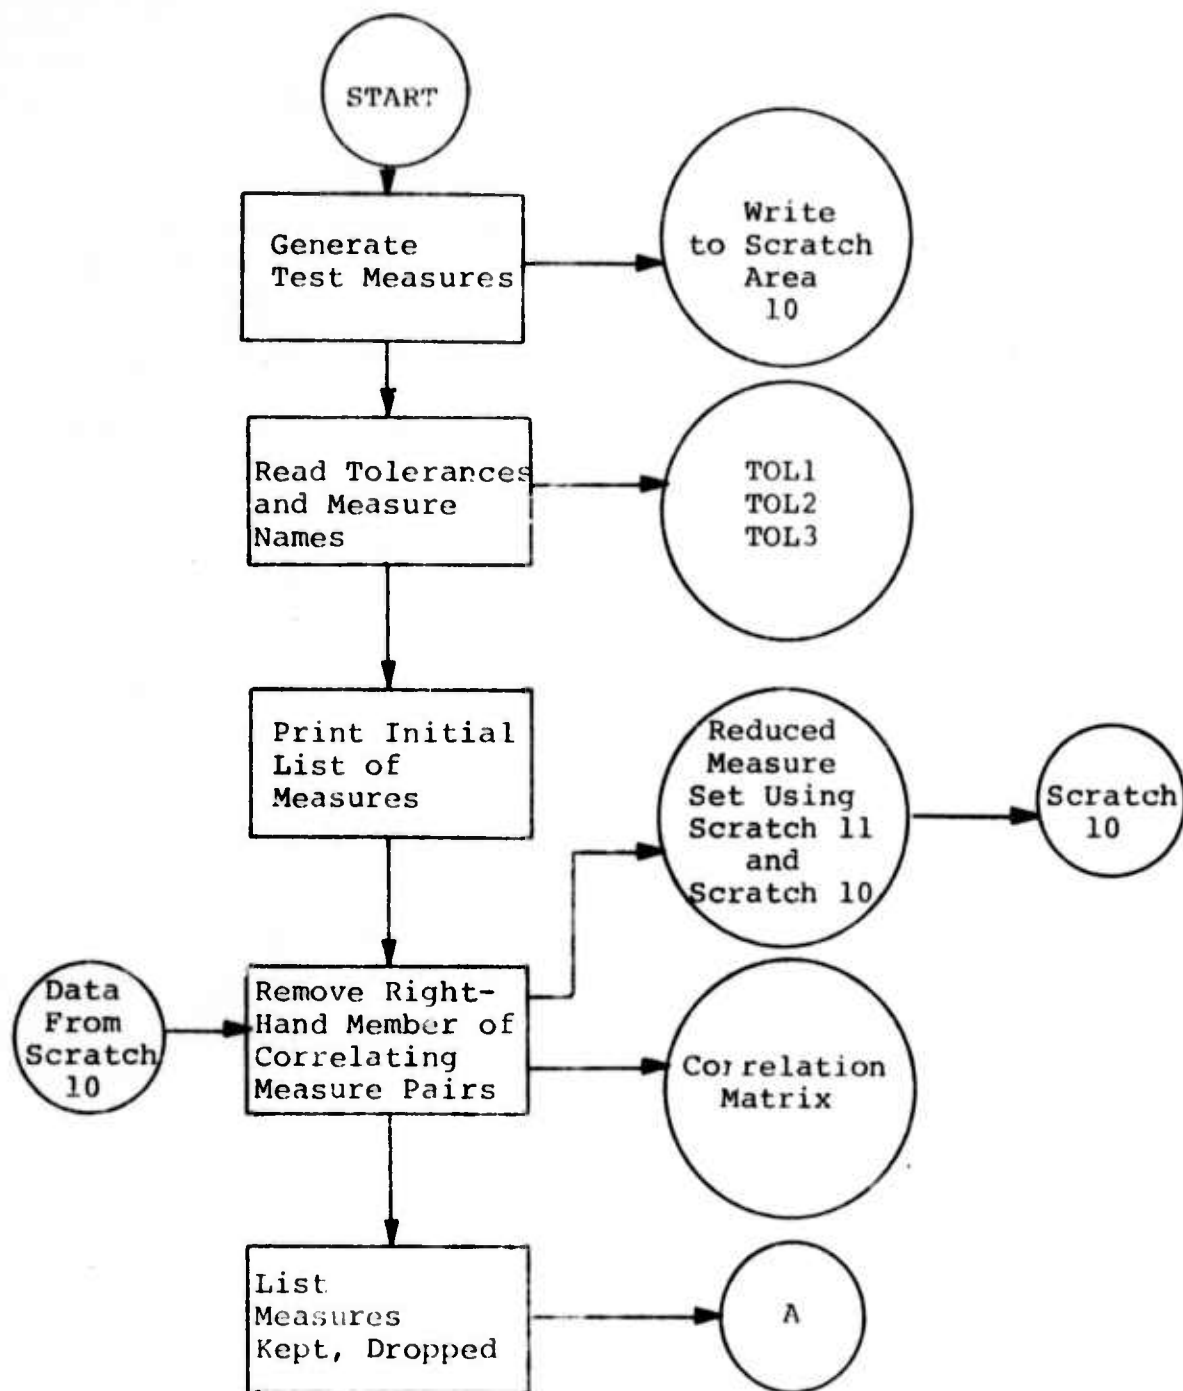 START
Generate
Test Measures
Write
to Scratch
Area
10
Read Tolerances
and Measure
Names
TOL1
TOL2
TOL3
Print Initial
List of
Measures
Reduced
Measure
Set Using
Scratch 11
and
Scratch 10
Scratch
10
Data
From
Scratch
10
Remove Right-
Hand Member of
Correlating
Measure Pairs
Correlation
Matrix
List
Measures
Kept, Dropped
A